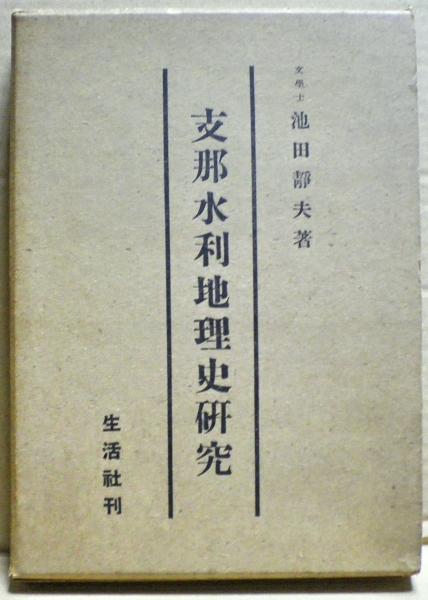 文學士 池田靜夫著
支那水利地理史硏究
生活社刊